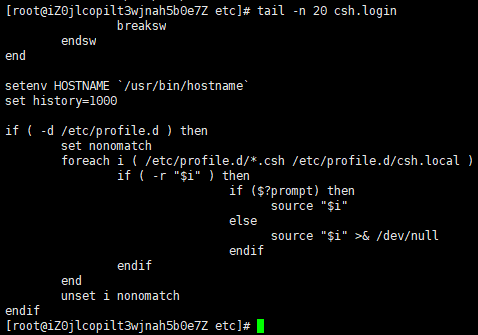 [root@iZ0jlcopilt3wjnah5b0e7Z etc]# tail -n 20 csh.login
breaksw
endsw
end
setenv HOSTNAME `/usr/bin/hostname`
set history=1000
if ( -d /etc/profile.d ) then
set nonomatch
foreach i ( /etc/profile.d/*.csh /etc/profile.d/csh.local )
if ( -r "$i" ) then
if ($?prompt) then
source "$i"
else
source "$i" >& /dev/null
endif
endif
end
unset i nonomatch
endif
[root@iZ0jlcopilt3wjnah5b0e7Z etc]#